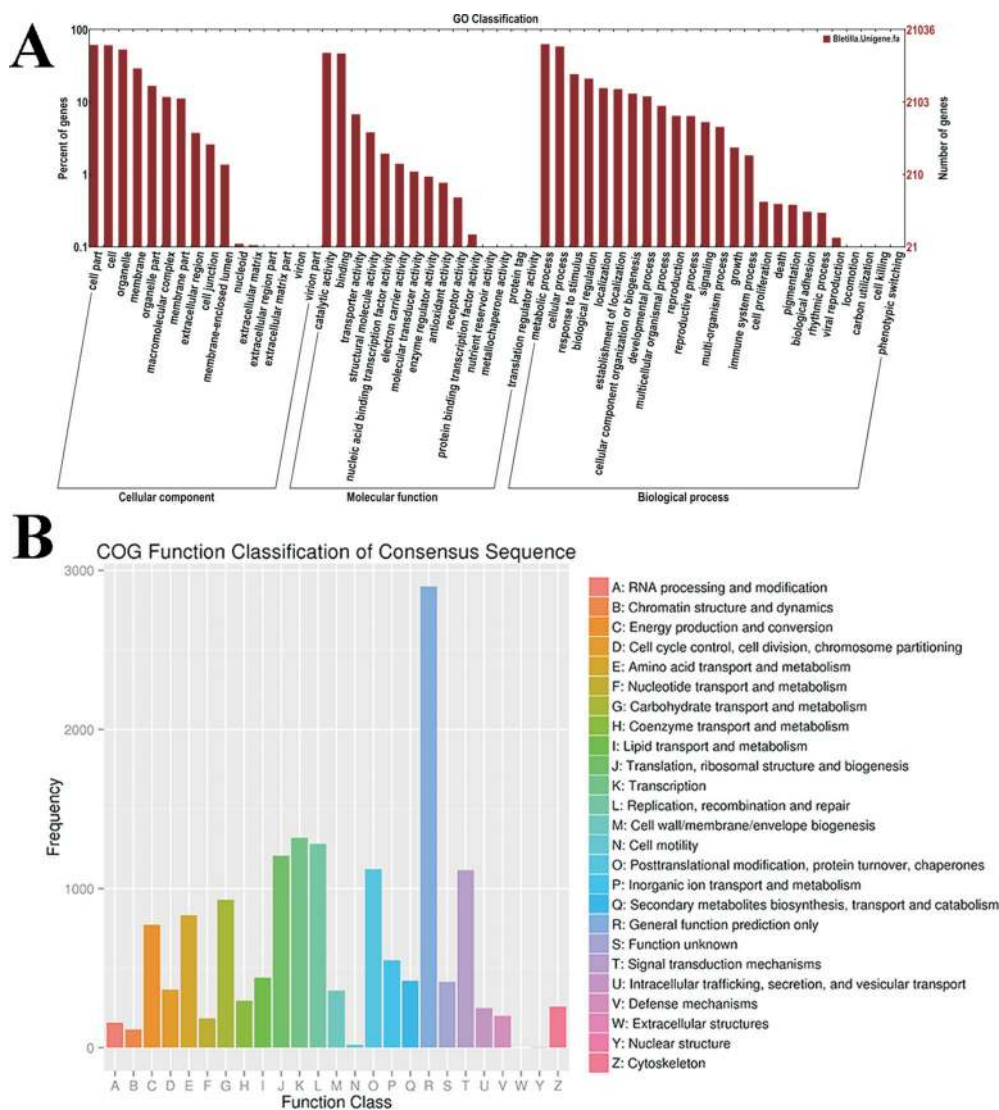 A
GO Classification
100
10
1
0.1
Percent of genes
21036
2103
210
21
Number of genes
Bletilla.Unigene.fa
cell part
cell
organelle
membrane
organelle part
macromolecular complex
membrane part
extracellular region
cell junction
membrane-enclosed lumen
nucleoid
extracellular matrix
extracellular region part
extracellular matrix part
virion
virion part
catalytic activity
binding
transporter activity
structural molecule activity
nucleic acid binding transcription factor activity
electron carrier activity
molecular transducer activity
enzyme regulator activity
antioxidant activity
receptor activity
protein binding transcription factor activity
nutrient reservoir activity
metallochaperone activity
protein tag
translation regulator activity
metabolic process
cellular process
response to stimulus
biological regulation
localization
establishment of localization
cellular component organization or biogenesis
developmental process
multicellular organismal process
reproduction
reproductive process
signaling
multi-organism process
growth
immune system process
cell proliferation
death
pigmentation
biological adhesion
rhythmic process
viral reproduction
locomotion
carbon utilization
cell killing
phenotypic switching
Cellular component
Molecular function
Biological process
B
COG Function Classification of Consensus Sequence
3000
2000
1000
0
Frequency
A B C D E F G H I J K L M N O P Q R S T U V W Y Z
Function Class
A: RNA processing and modification
B: Chromatin structure and dynamics
C: Energy production and conversion
D: Cell cycle control, cell division, chromosome partitioning
E: Amino acid transport and metabolism
F: Nucleotide transport and metabolism
G: Carbohydrate transport and metabolism
H: Coenzyme transport and metabolism
I: Lipid transport and metabolism
J: Translation, ribosomal structure and biogenesis
K: Transcription
L: Replication, recombination and repair
M: Cell wall/membrane/envelope biogenesis
N: Cell motility
O: Posttranslational modification, protein turnover, chaperones
P: Inorganic ion transport and metabolism
Q: Secondary metabolites biosynthesis, transport and catabolism
R: General function prediction only
S: Function unknown
T: Signal transduction mechanisms
U: Intracellular trafficking, secretion, and vesicular transport
V: Defense mechanisms
W: Extracellular structures
Y: Nuclear structure
Z: Cytoskeleton